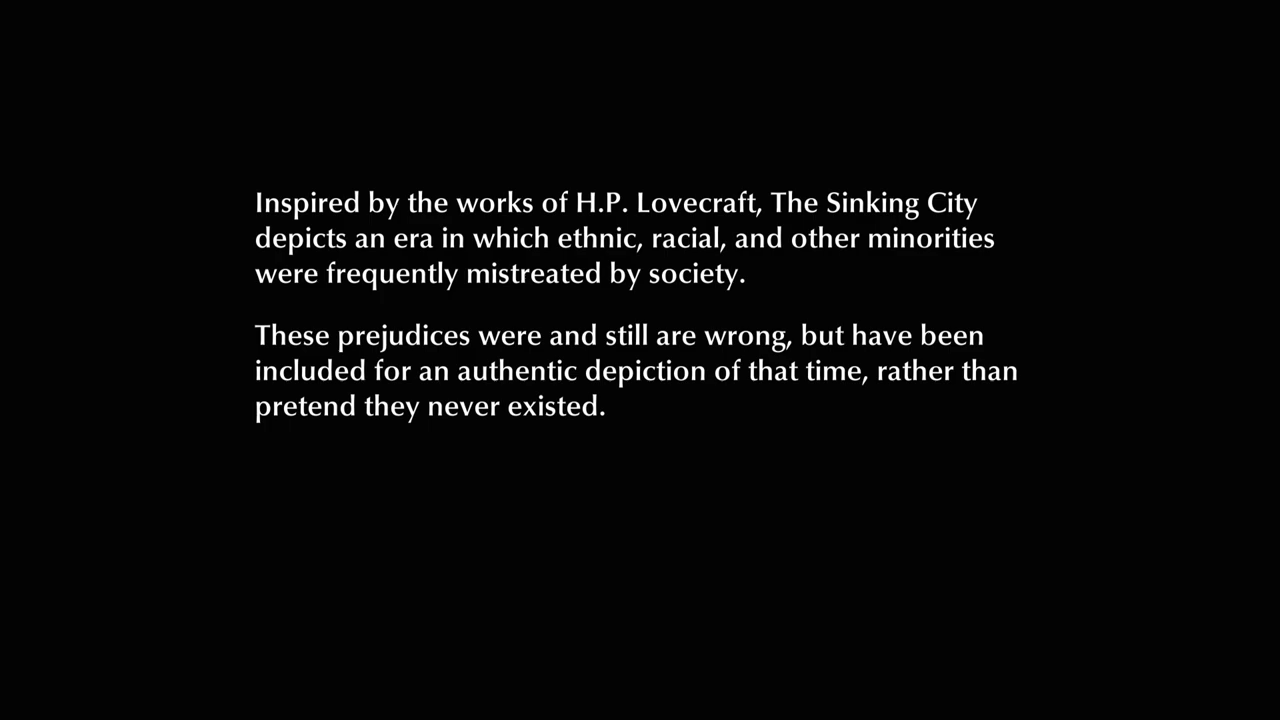 Inspired by the works of H.P. Lovecraft, The Sinking City
depicts an era in which ethnic, racial, and other minorities
were frequently mistreated by society.
These prejudices were and still are wrong, but have been
included for an authentic depiction of that time, rather than
pretend they never existed.